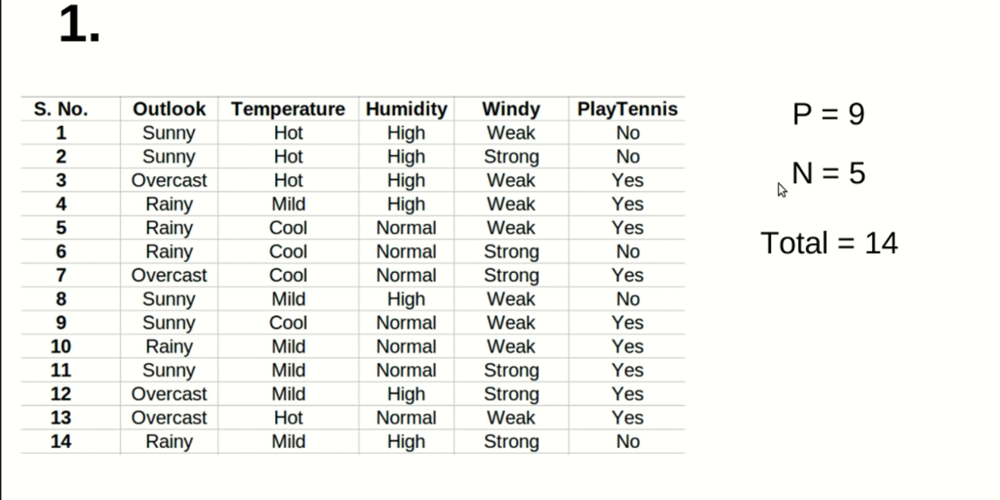 1.
S. No. Outlook Temperature Humidity Windy PlayTennis
1 Sunny Hot High Weak No
2 Sunny Hot High Strong No
3 Overcast Hot High Weak Yes
4 Rainy Mild High Weak Yes
5 Rainy Cool Normal Weak Yes
6 Rainy Cool Normal Strong No
7 Overcast Cool Normal Strong Yes
8 Sunny Mild High Weak No
9 Sunny Cool Normal Weak Yes
10 Rainy Mild Normal Weak Yes
11 Sunny Mild Normal Strong Yes
12 Overcast Mild High Strong Yes
13 Overcast Hot Normal Weak Yes
14 Rainy Mild High Strong No
P = 9
N = 5
Total = 14